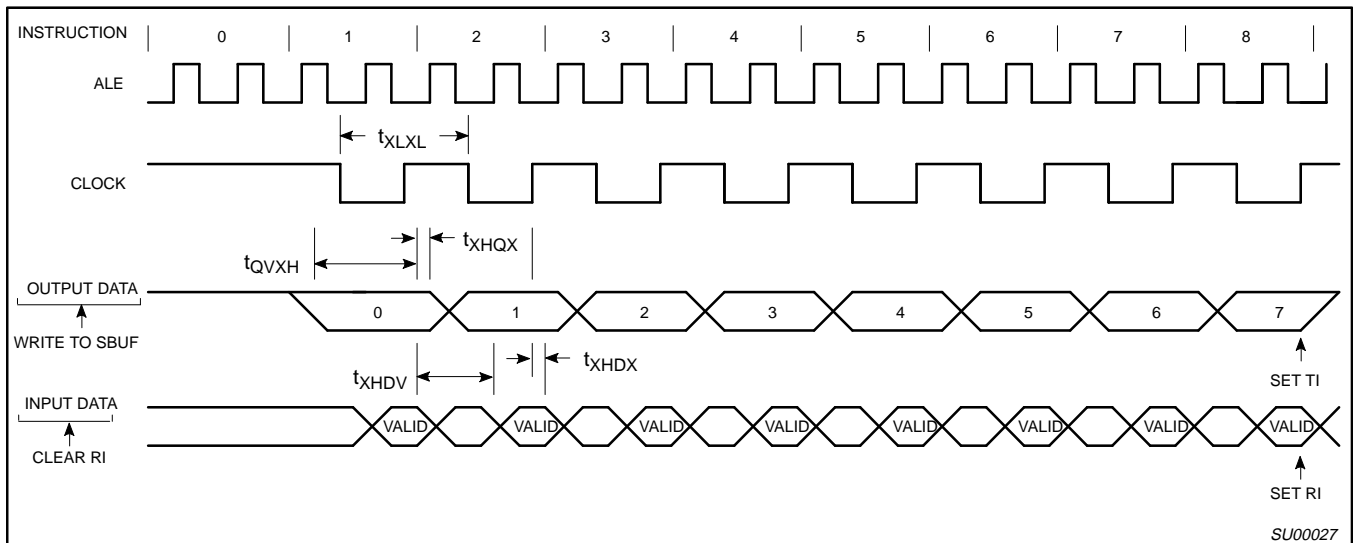 INSTRUCTION 0 1 2 3 4 5 6 7 8
ALE
tXLXL
CLOCK
tXHQX
tQVXH
OUTPUT DATA
0 1 2 3 4 5 6 7
WRITE TO SBUF
tXHDX
tXHDV
SET TI
INPUT DATA
VALID VALID VALID VALID VALID VALID VALID VALID
CLEAR RI
SET RI
SU00027